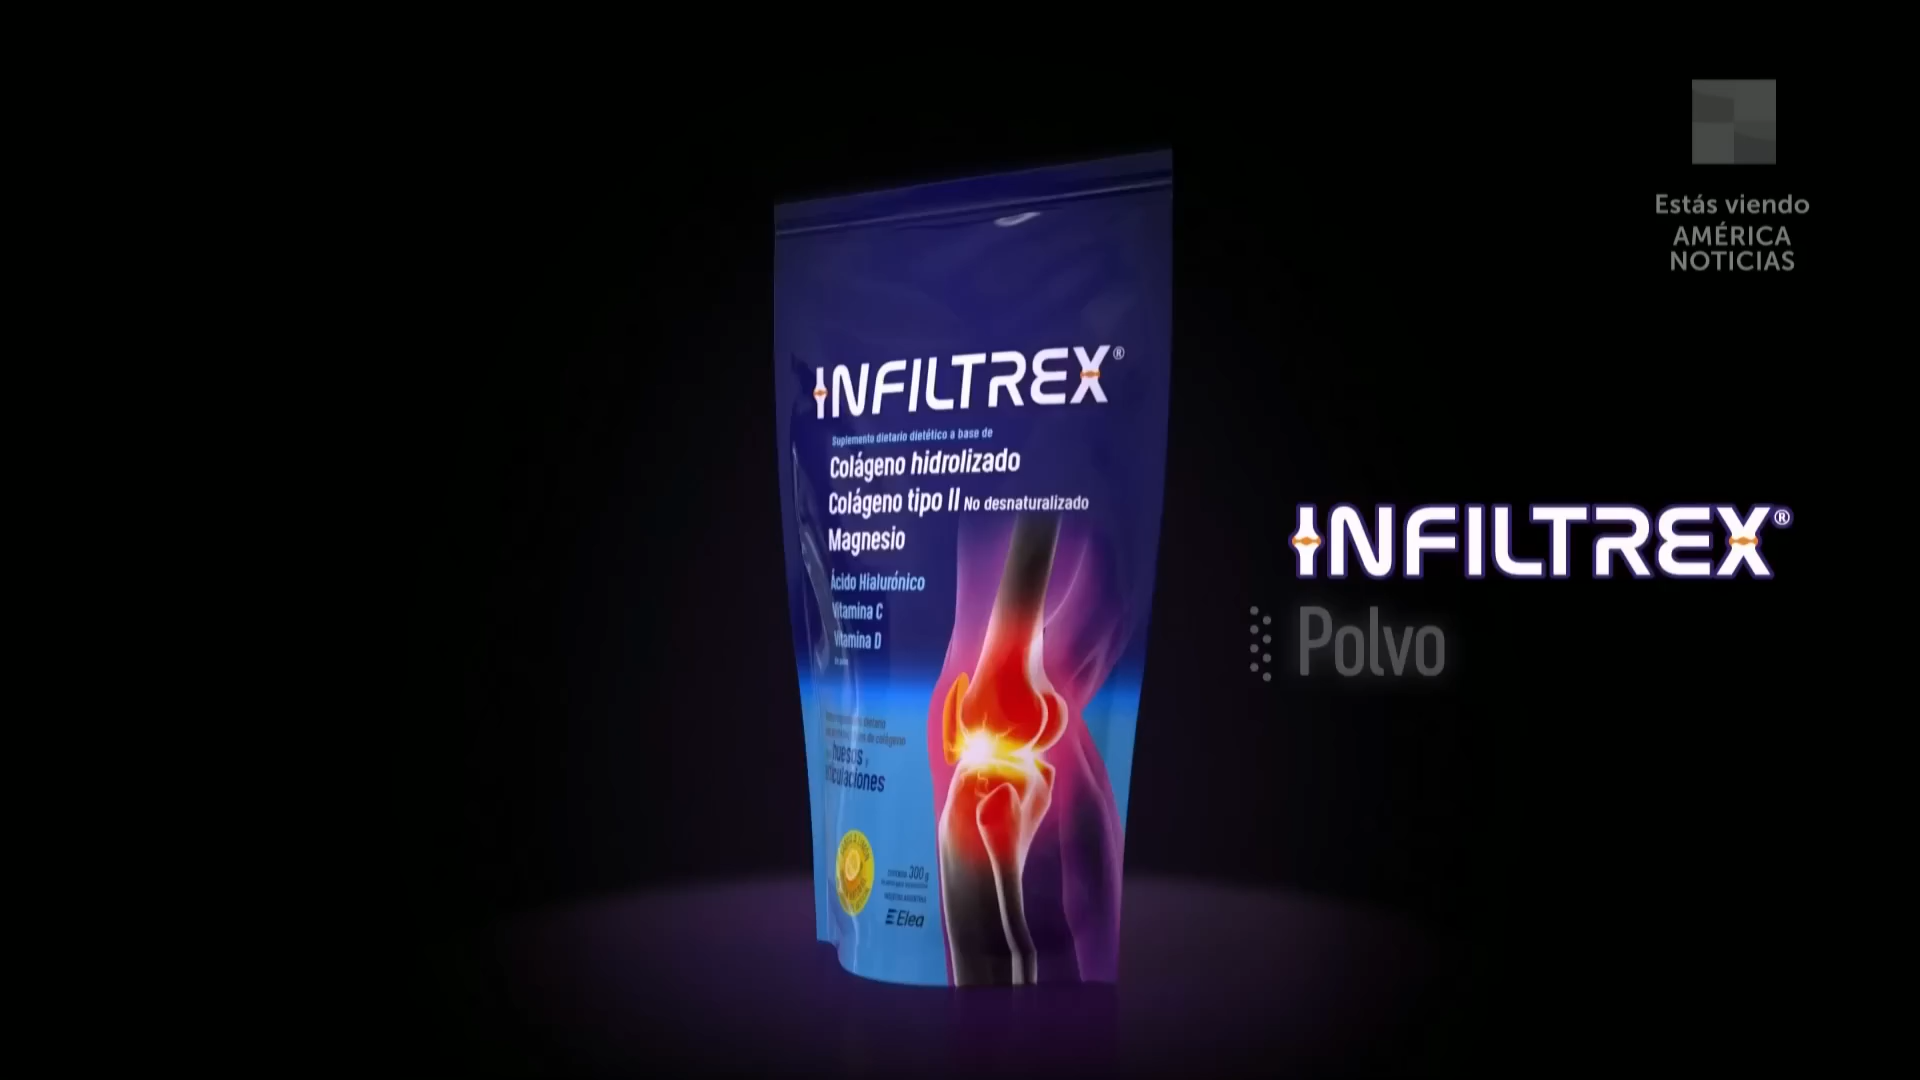 Estás viendo
AMÉRICA
NOTICIAS
INFILTREX®
Suplemento dietario dietético a base de
Colágeno hidrolizado
Colágeno tipo II No desnaturalizado
Magnesio
Ácido Hialurónico
Vitamina C
Vitamina D
huesos y
articulaciones
300 g
Elea
INFILTREX®
Polvo